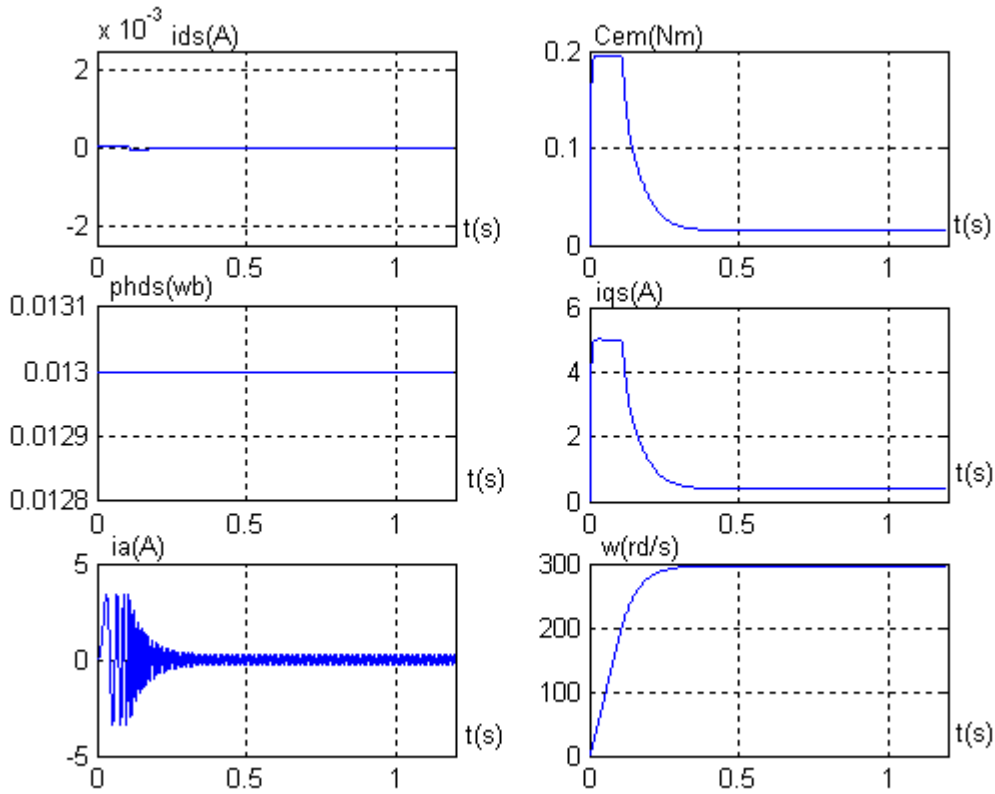 x 10⁻³ ids(A)
2
0
-2
0 0.5 1
t(s)
Cem(Nm)
0.2
0.1
0
0 0.5 1
t(s)
phds(wb)
0.0131
0.013
0.0129
0.0128
0 0.5 1
t(s)
iqs(A)
6
4
2
0
0 0.5 1
t(s)
ia(A)
5
0
-5
0 0.5 1
t(s)
w(rd/s)
300
200
100
0
0 0.5 1
t(s)